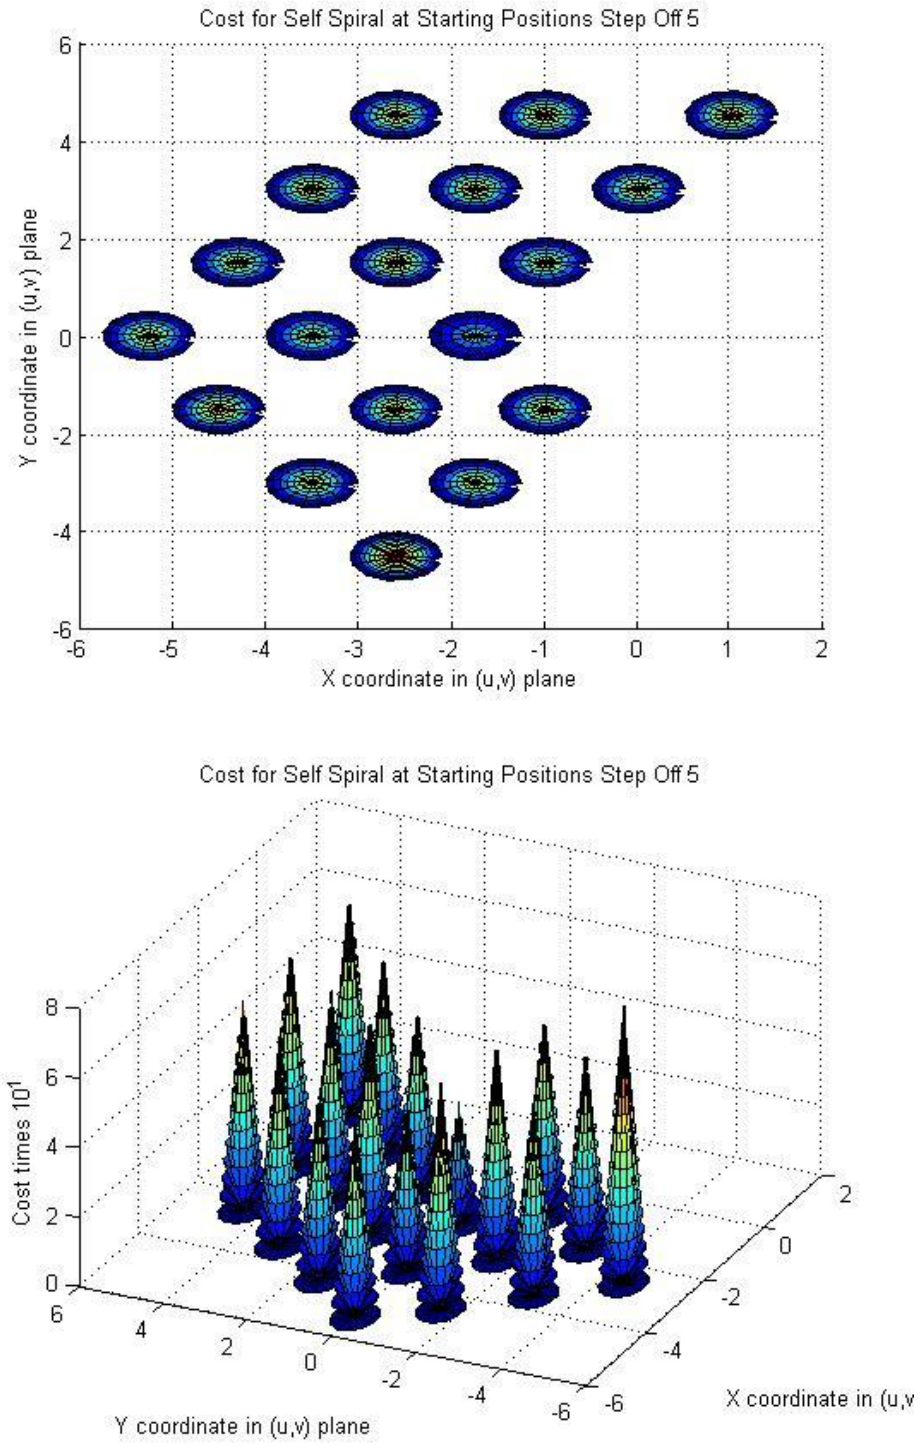 Cost for Self Spiral at Starting Positions Step Off 5
6
4
2
0
-2
-4
-6
Y coordinate in (u,v) plane
-6 -5 -4 -3 -2 -1 0 1 2
X coordinate in (u,v) plane
Cost for Self Spiral at Starting Positions Step Off 5
8
6
4
2
0
Cost times 10^1
6 4 2 0 -2 -4 -6
Y coordinate in (u,v) plane
-6 -4 -2 0 2
X coordinate in (u,v